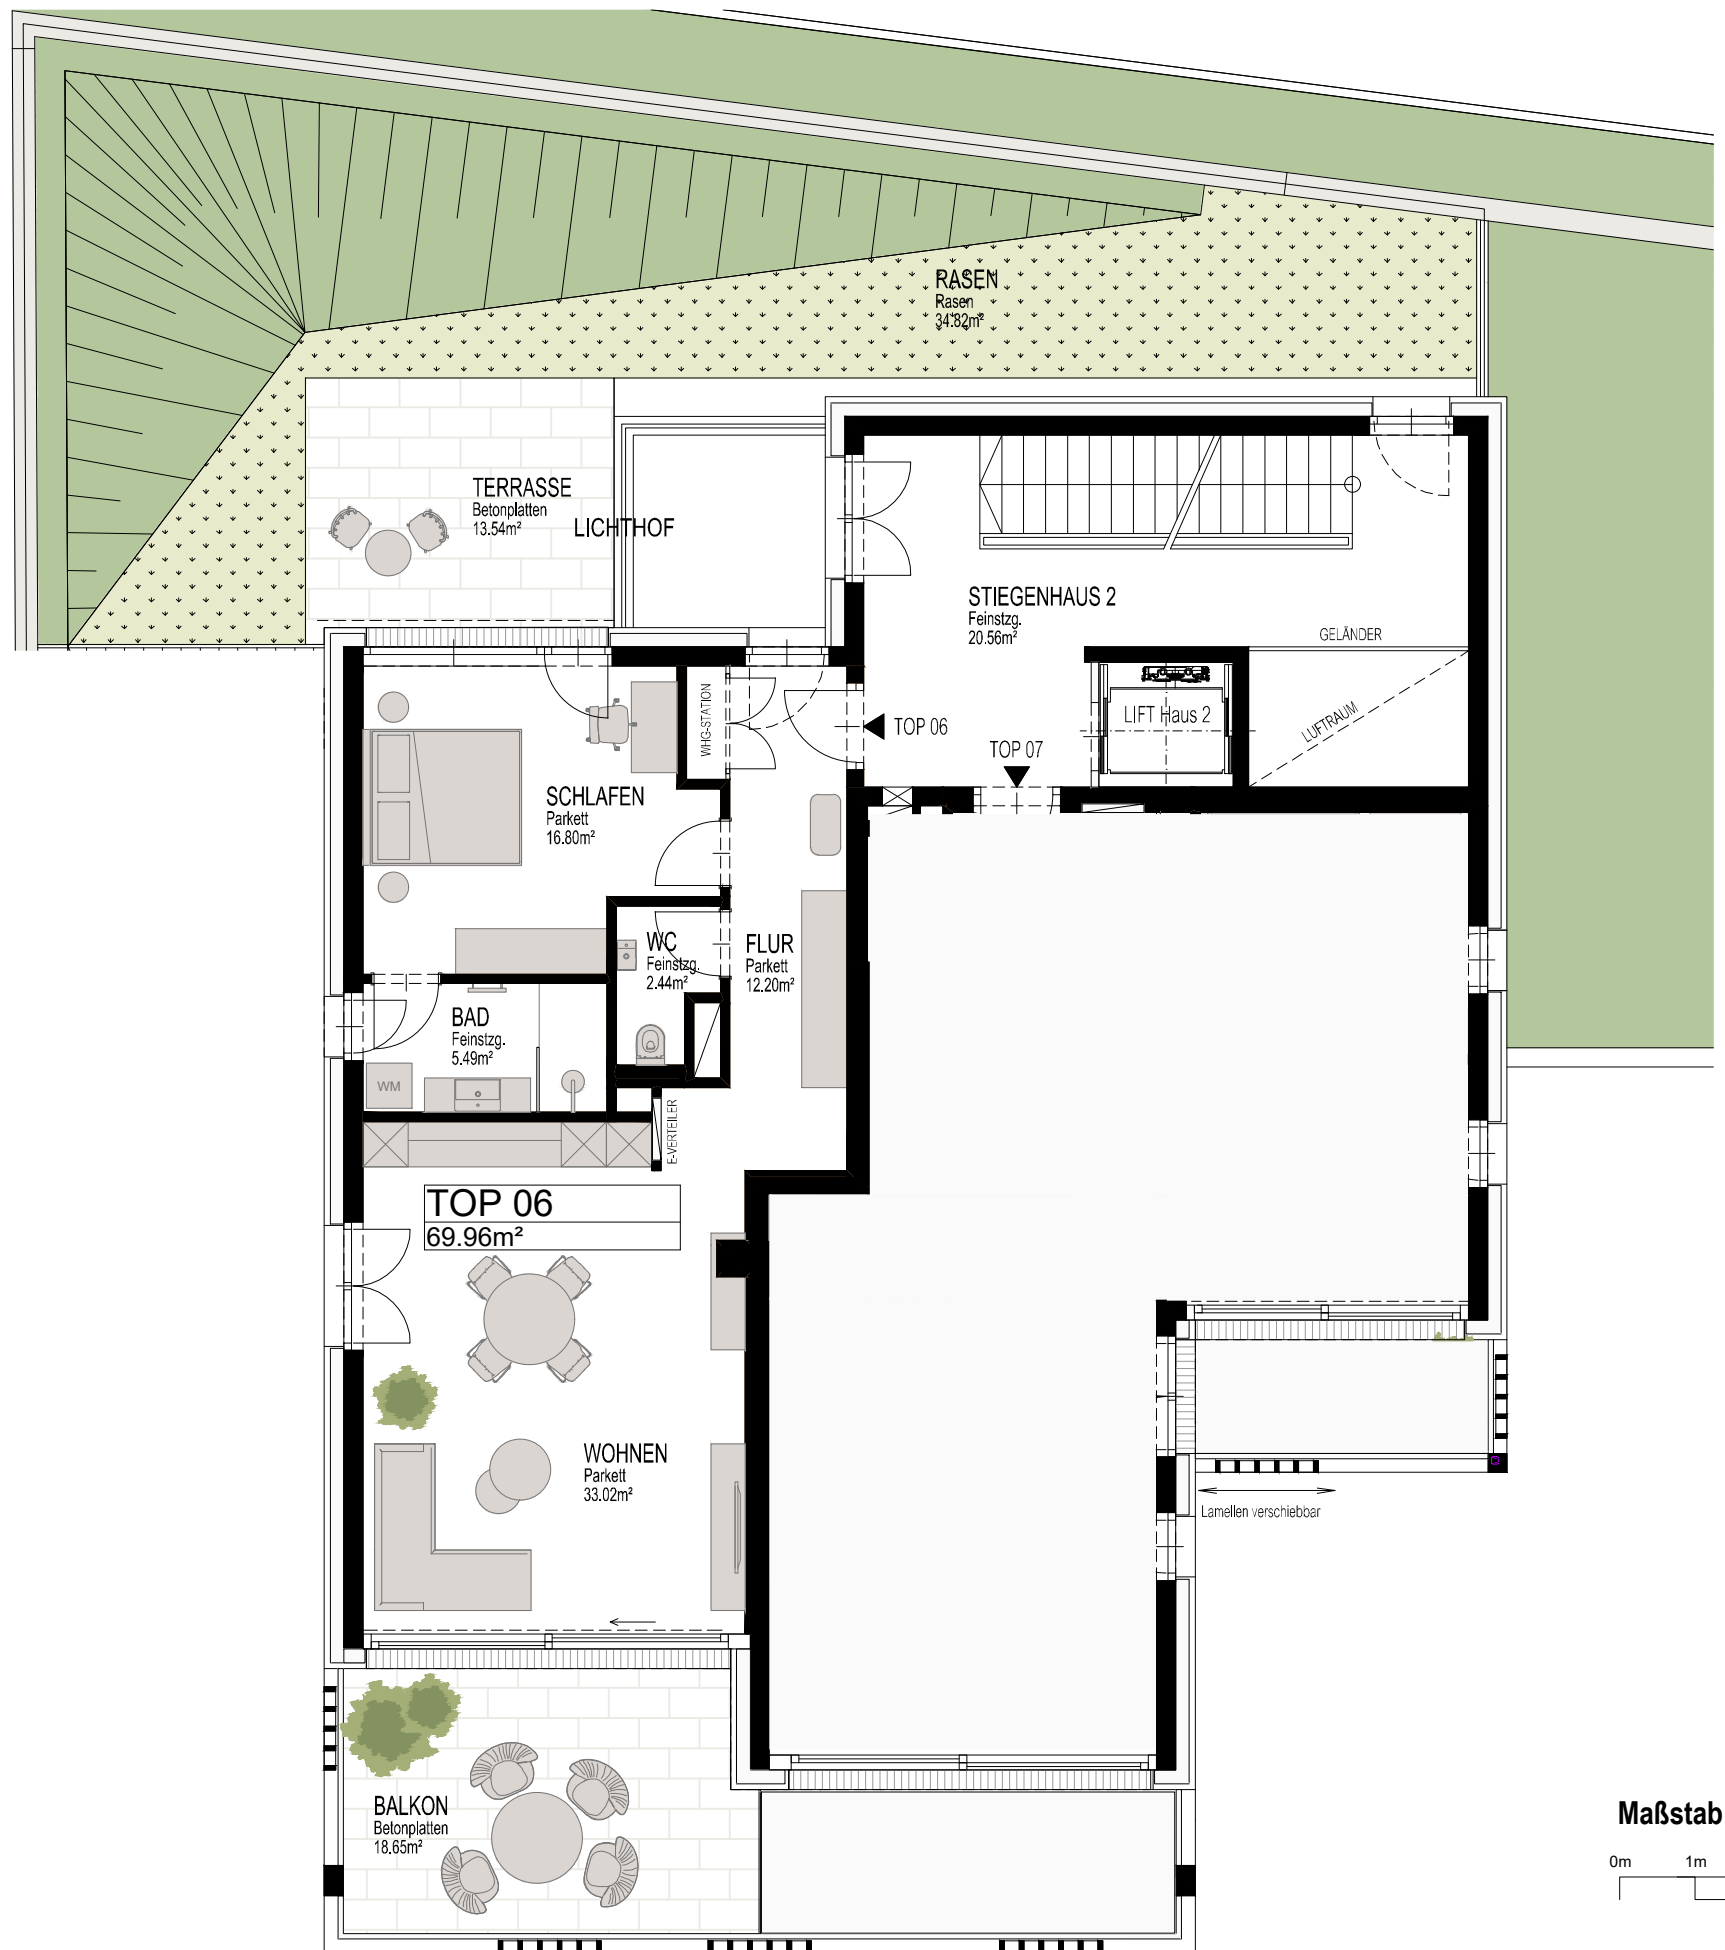 RASEN
Rasen
34.82m²
TERRASSE
Betonplatten
13.54m²
LICHTHOF
STIEGENHAUS 2
Feinstzg.
20.56m²
GELÄNDER
LUFTRAUM
LIFT Haus 2
WHG-STATION
TOP 06
TOP 07
SCHLAFEN
Parkett
16.80m²
WC
Feinstzg.
2.44m²
FLUR
Parkett
12.20m²
BAD
Feinstzg.
5.49m²
WM
E-VERTEILER
TOP 06
69.96m²
WOHNEN
Parkett
33.02m²
Lamellen verschiebbar
BALKON
Betonplatten
18.65m²
Maßstab
0m 1m